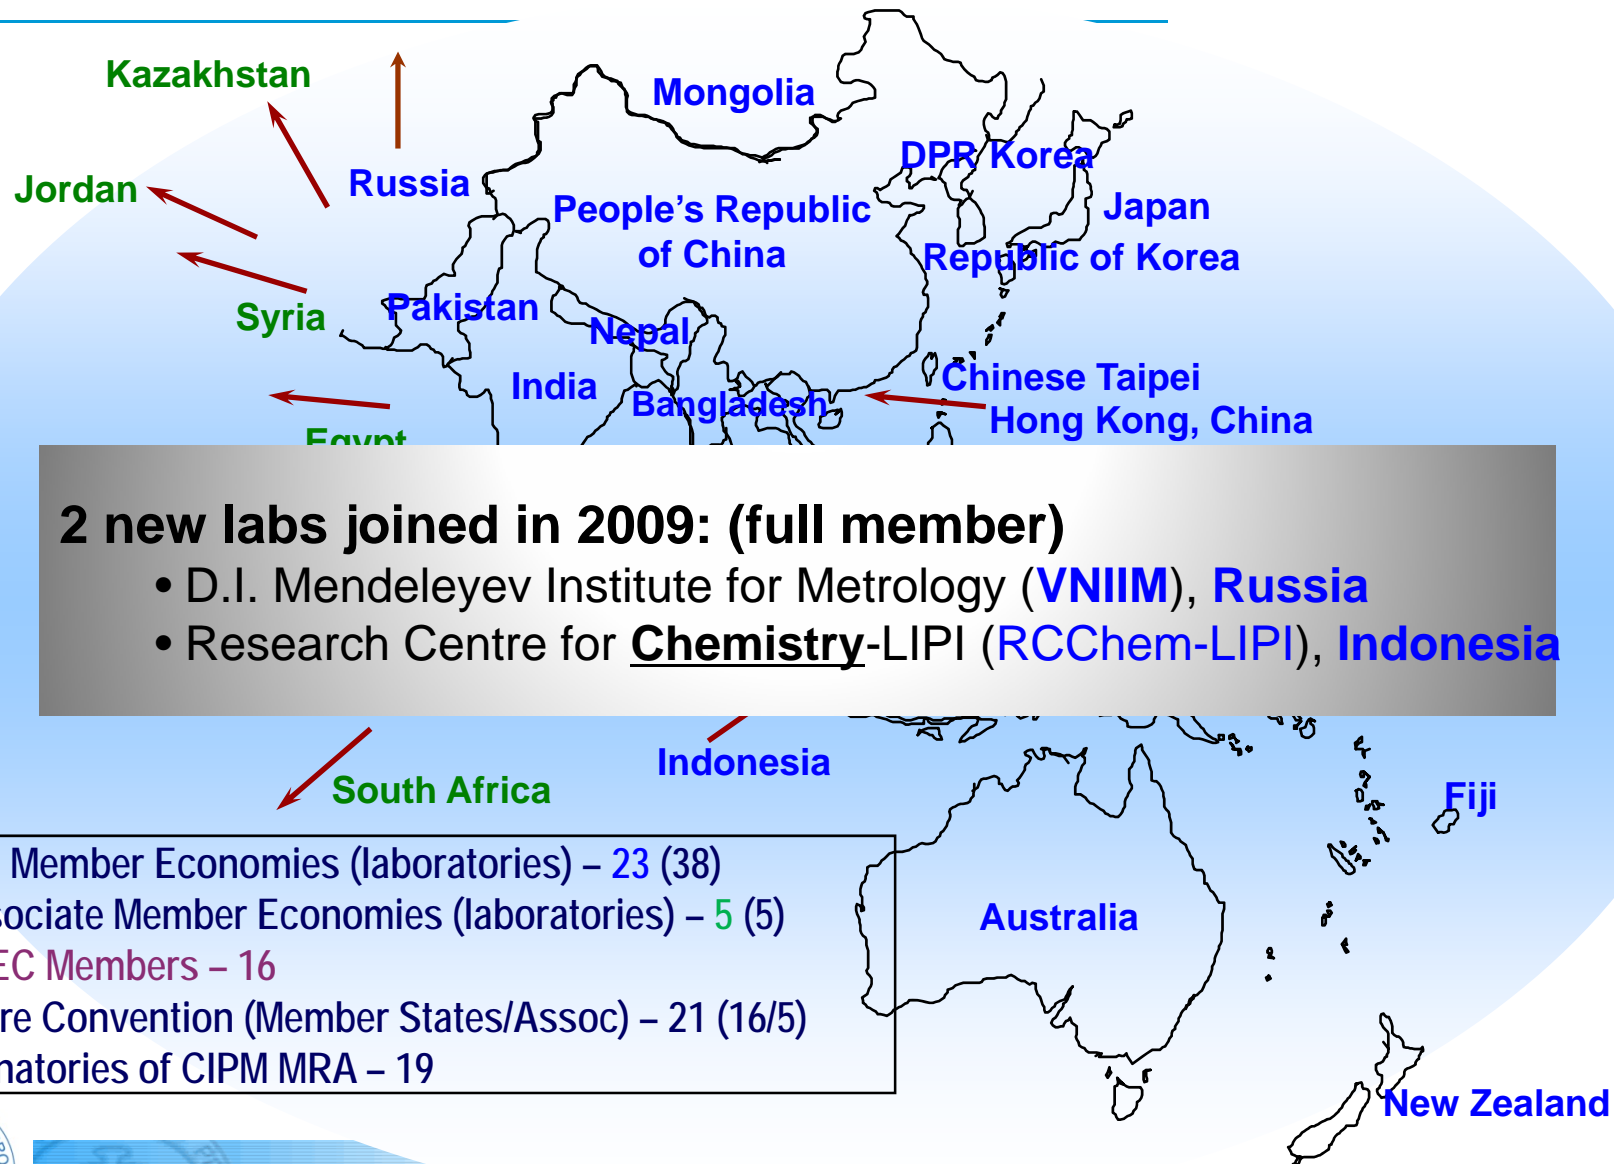 Kazakhstan
Mongolia
DPR Korea
Jordan
Russia
People’s Republic
of China
Japan
Republic of Korea
Pakistan
Syria
Nepal
India
Chinese Taipei
Bangladesh
Hong Kong, China
Egypt
2 new labs joined in 2009: (full member)
• D.I. Mendeleyev Institute for Metrology (VNIIM), Russia
• Research Centre for Chemistry-LIPI (RCChem-LIPI), Indonesia
Indonesia
South Africa
Fiji
Member Economies (laboratories) – 23 (38)
Member Economies (laboratories) – 5 (5)
Members – 16
Convention (Member States/Assoc) – 21 (16/5)
of CIPM MRA – 19
Australia
New Zealand